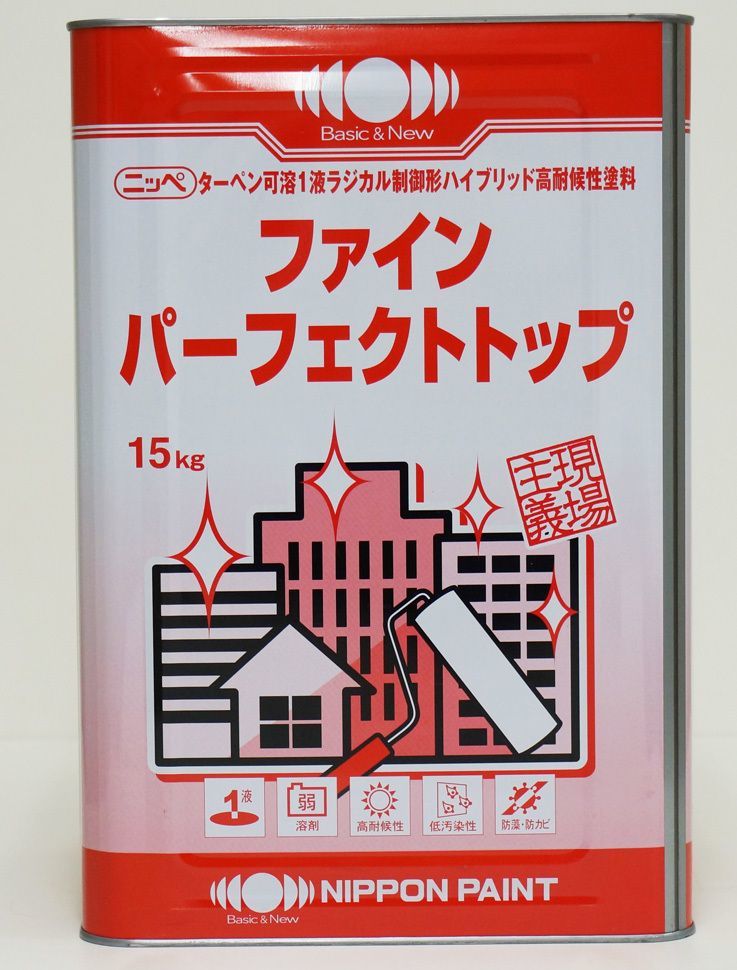 Basic & New
ニッペ ターペン可溶1液ラジカル制御形ハイブリッド高耐候性塗料
ファイン
パーフェクトトップ
15kg
現場
主義
1液
弱
溶剤
高耐候性
低汚染性
防藻・防カビ
NIPPON PAINT
Basic & New